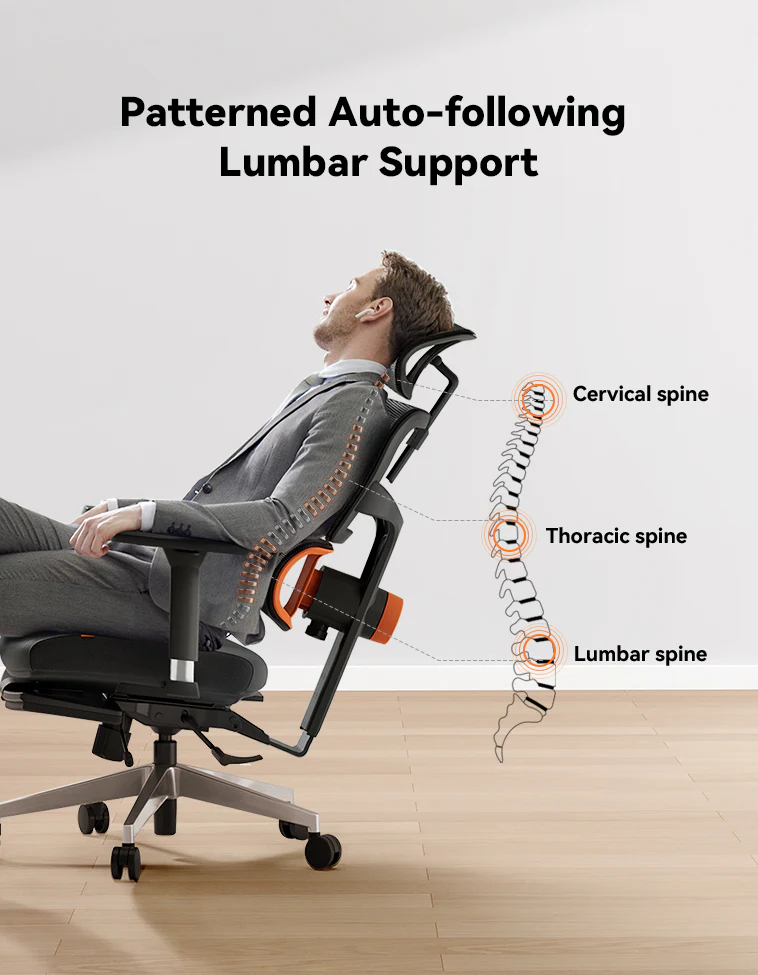 Patterned Auto-following
Lumbar Support
Cervical spine
Thoracic spine
Lumbar spine